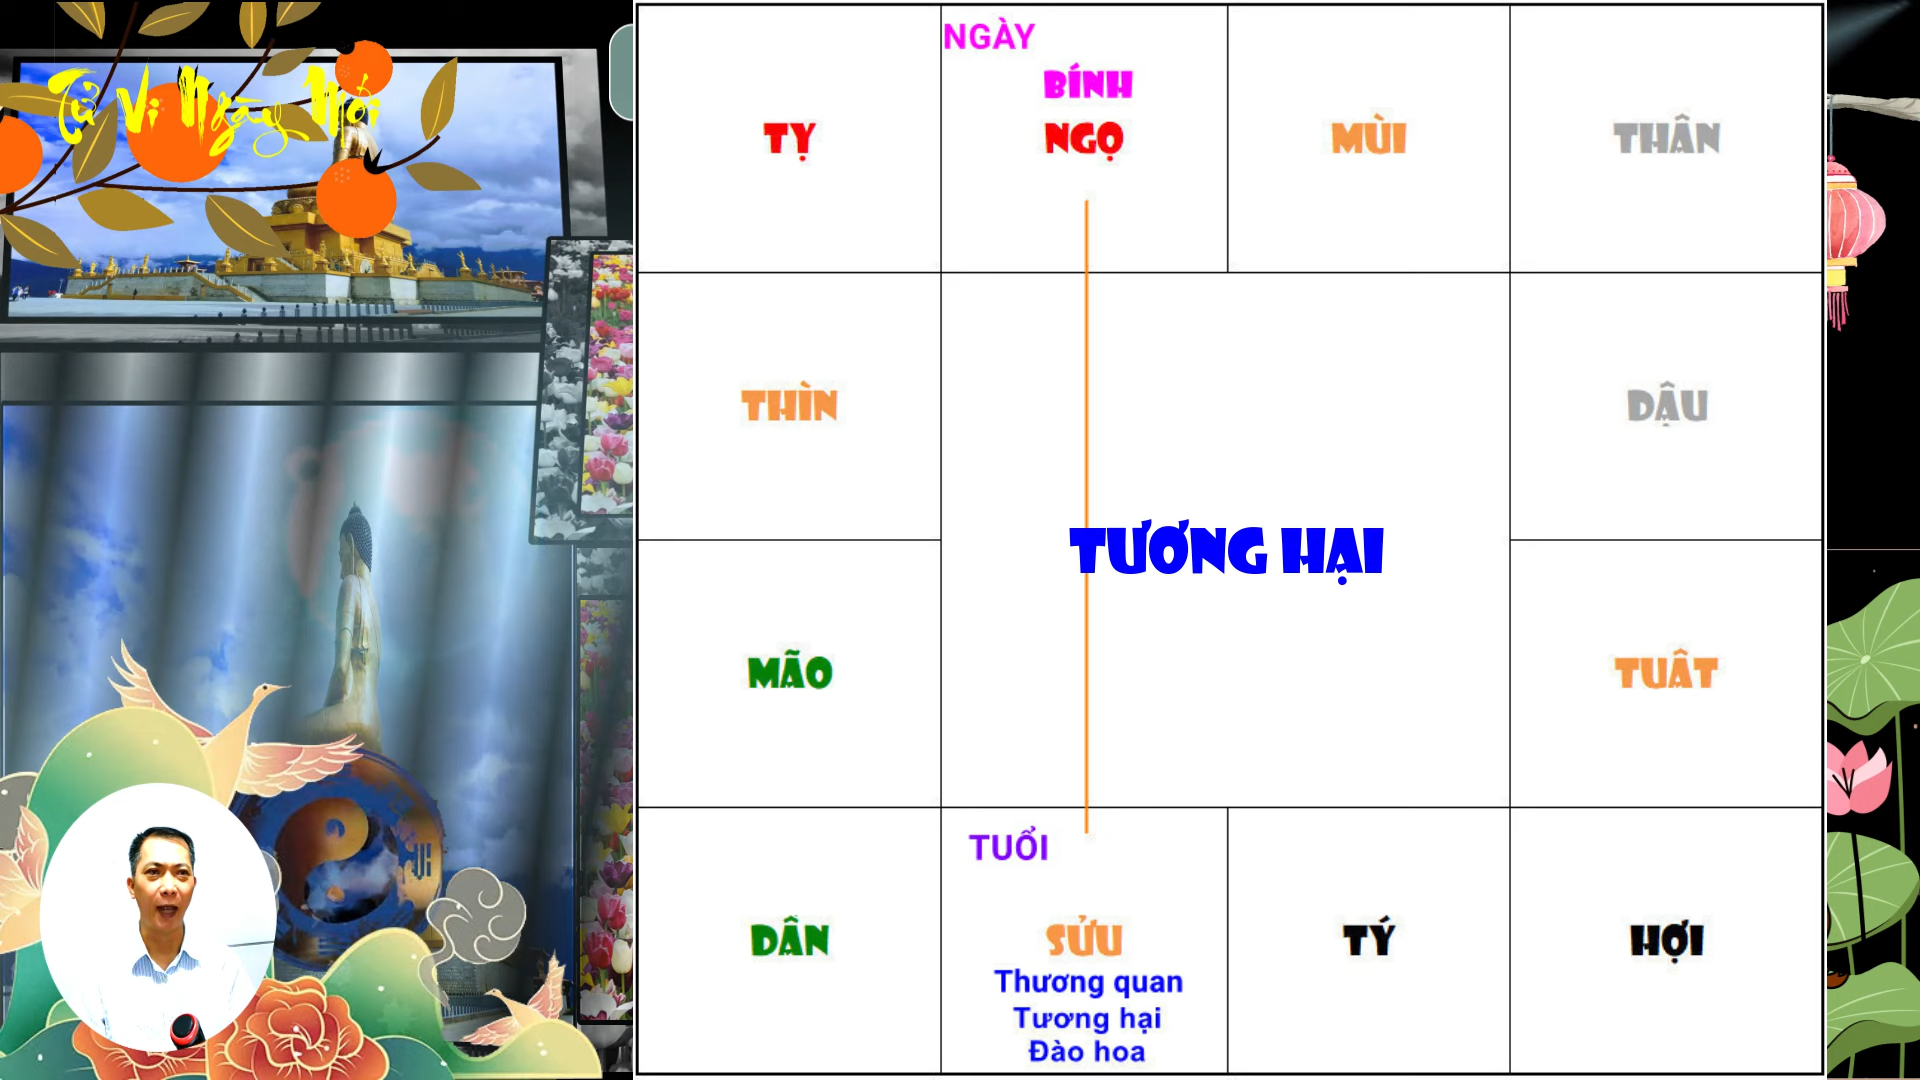 Tử Vi Ngày Mới
NGÀY
BÍNH
TỴ
NGỌ
MÙI
THÂN
THÌN
DẬU
TƯƠNG HẠI
MÃO
TUẤT
TUỔI
DẦN
SỬU
TÝ
HỢI
Thương quan
Tương hại
Đào hoa